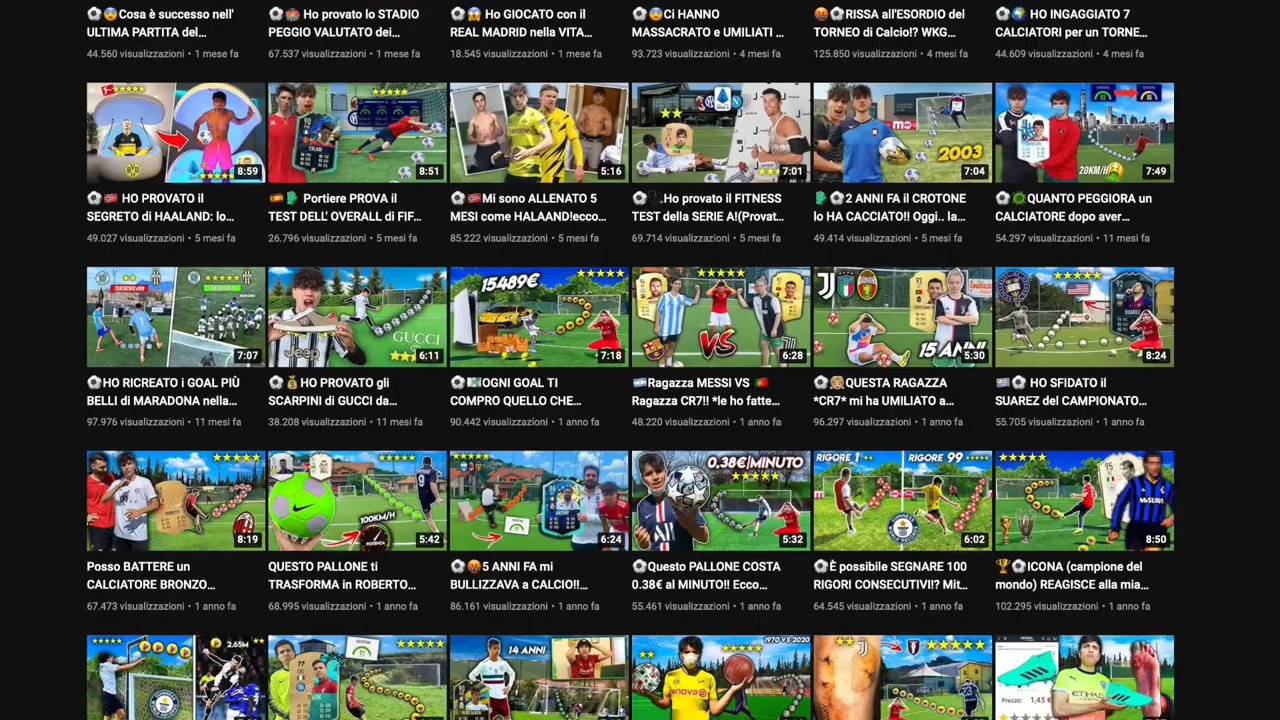 ⚽😨Cosa è successo nell'
ULTIMA PARTITA del...
44.560 visualizzazioni • 1 mese fa
⚽🏟️ Ho provato lo STADIO
PEGGIO VALUTATO dei...
67.537 visualizzazioni • 1 mese fa
⚽😱 Ho GIOCATO con il
REAL MADRID nella VITA...
18.545 visualizzazioni • 1 mese fa
⚽😨Ci HANNO
MASSACRATO e UMILIATI ...
93.723 visualizzazioni • 4 mesi fa
🤬⚽RISSA all'ESORDIO del
TORNEO di Calcio!? WKG...
125.850 visualizzazioni • 4 mesi fa
⚽🌍 HO INGAGGIATO 7
CALCIATORI per un TORNE...
44.609 visualizzazioni • 4 mesi fa
8:59
8:51
5:16
7:01
2003
7:04
20KM/H
7:49
⚽🇳🇴 HO PROVATO il
SEGRETO di HAALAND: lo...
49.027 visualizzazioni • 5 mesi fa
🇪🇸🧤 Portiere PROVA il
TEST DELL' OVERALL di FIF...
26.796 visualizzazioni • 5 mesi fa
⚽🇳🇴Mi sono ALLENATO 5
MESI come HALAAND!ecco...
85.222 visualizzazioni • 5 mesi fa
Ho provato il FITNESS
TEST della SERIE A!(Provat...
69.714 visualizzazioni • 5 mesi fa
🧤⚽2 ANNI FA il CROTONE
lo HA CACCIATO!! Oggi.. la...
49.414 visualizzazioni • 5 mesi fa
⚽🦠QUANTO PEGGIORA un
CALCIATORE dopo aver...
54.297 visualizzazioni • 11 mesi fa
7:07
Jeep
GUCCI
6:11
15489€
7:18
VS
6:28
15 ANNI
5:30
SUAREZ
8:24
⚽HO RICREATO i GOAL PIÙ
BELLI di MARADONA nella...
97.976 visualizzazioni • 11 mesi fa
⚽💰HO PROVATO gli
SCARPINI di GUCCI da...
38.208 visualizzazioni • 11 mesi fa
⚽💵OGNI GOAL TI
COMPRO QUELLO CHE...
90.442 visualizzazioni • 1 anno fa
🇦🇷Ragazza MESSI VS 🇵🇹
Ragazza CR7!! *le ho fatte...
48.220 visualizzazioni • 1 anno fa
⚽🦁QUESTA RAGAZZA
*CR7* mi ha UMILIATO a...
96.297 visualizzazioni • 1 anno fa
🇺🇾⚽ HO SFIDATO il
SUAREZ del CAMPIONATO...
55.705 visualizzazioni • 1 anno fa
8:19
100KM/H
POTENZA
5:42
6:24
0,38€|MINUTO
5:32
RIGORE 1
RIGORE 99
6:02
MISURA
8:50
Posso BATTERE un
CALCIATORE BRONZO...
67.473 visualizzazioni • 1 anno fa
QUESTO PALLONE ti
TRASFORMA in ROBERTO...
68.995 visualizzazioni • 1 anno fa
⚽🤬5 ANNI FA mi
BULLIZZAVA a CALCIO!!...
86.161 visualizzazioni • 1 anno fa
⚽Questo PALLONE COSTA
0.38€ al MINUTO!! Ecco...
55.461 visualizzazioni • 1 anno fa
⚽È possibile SEGNARE 100
RIGORI CONSECUTIVI!? Mit...
64.545 visualizzazioni • 1 anno fa
🏆⚽ICONA (campione del
mondo) REAGISCE alla mia...
102.295 visualizzazioni • 1 anno fa
2,65M
14 ANNI
1970 VS 2020
Prezzo: 1,43 €